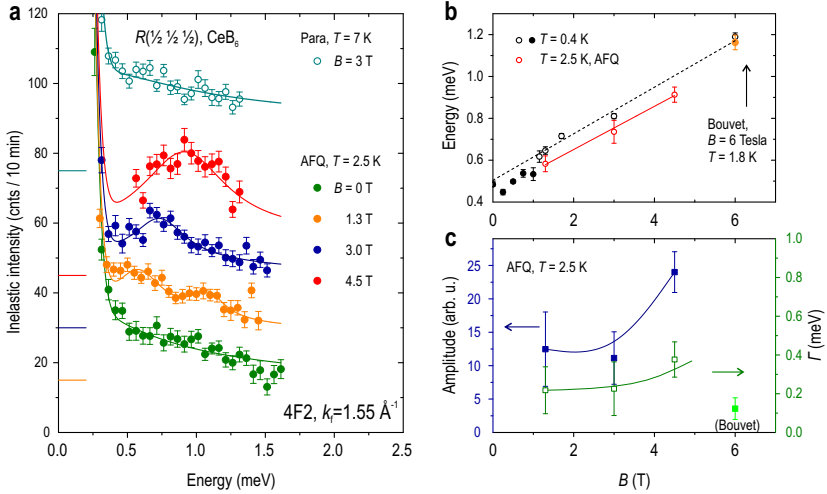 a
R(½ ½ ½), CeB₆
Para, T = 7 K
B = 3 T
AFQ, T = 2.5 K
B = 0 T
1.3 T
3.0 T
4.5 T
4F2, kf=1.55 Å⁻¹
Inelastic intensity (cnts / 10 min)
120
100
80
60
40
20
0
0.0 0.5 1.0 1.5 2.0 2.5
Energy (meV)
b
T = 0.4 K
T = 2.5 K, AFQ
Bouvet,
B = 6 Tesla
T = 1.8 K
Energy (meV)
1.2
1.0
0.8
0.6
0.4
0 2 4 6
c
AFQ, T = 2.5 K
(Bouvet)
Amplitude (arb. u.)
25
20
15
10
5
0
1.0
0.8
0.6
0.4
0.2
0.0
Γ (meV)
0 2 4 6
B (T)